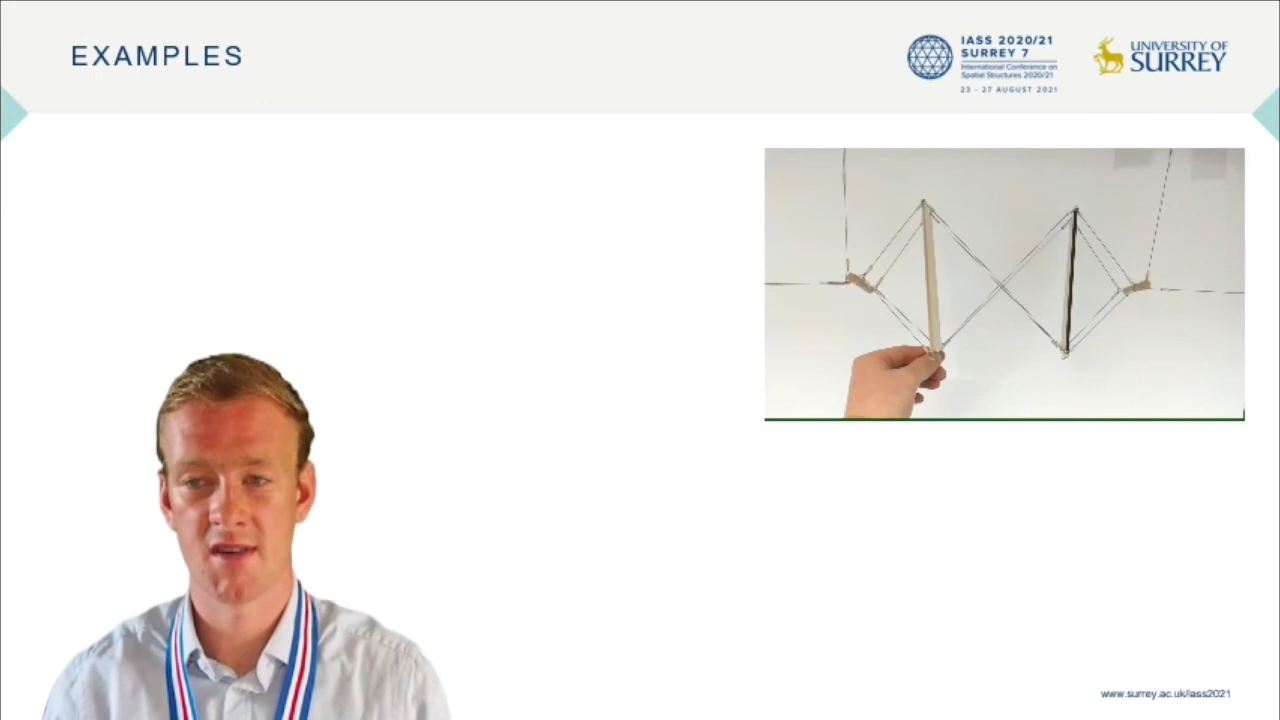 EXAMPLES
IASS 2020/21
SURREY 7
International Conference on
Spatial Structures 2020/21
23 - 27 AUGUST 2021
UNIVERSITY OF
SURREY
www.surrey.ac.uk/iass2021